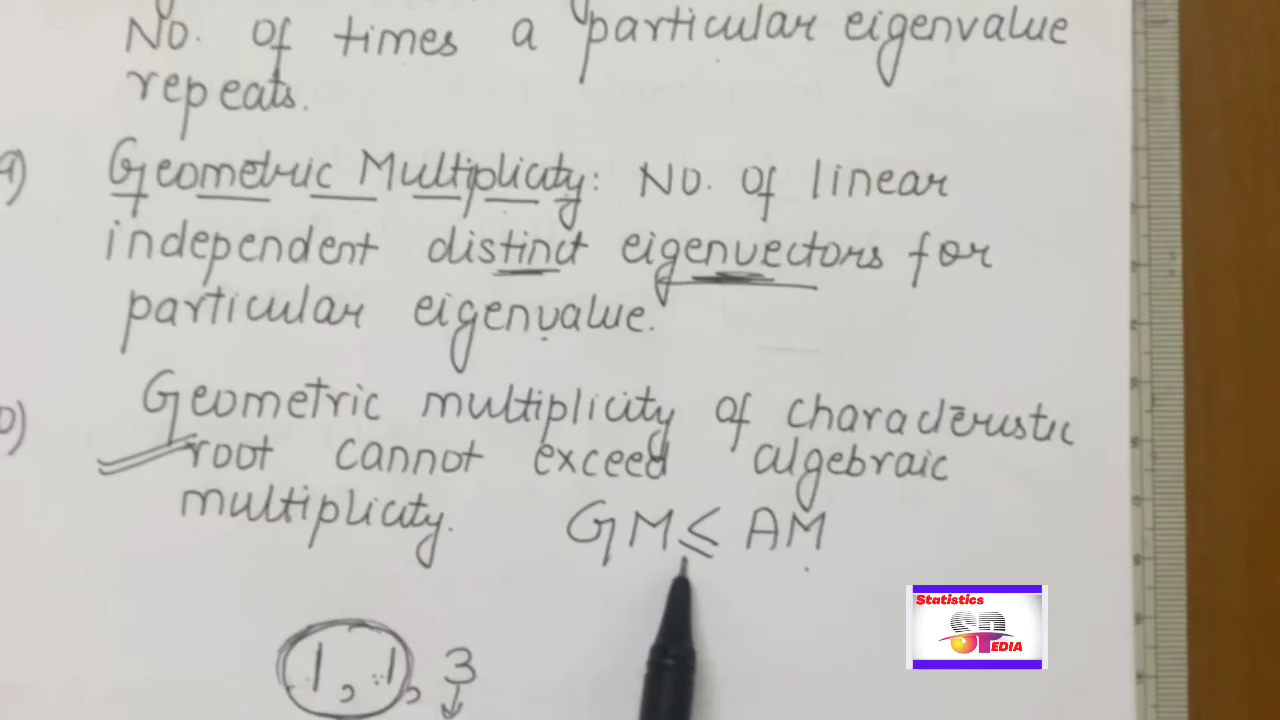 No. of times a particular eigenvalue
repeats.
9) Geometric Multiplicity: No. of linear
independent distinct eigenvectors for
particular eigenvalue.
Geometric multiplicity of characteristic
root cannot exceed algebraic
multiplicity. GM ≤ AM
Statistics
EDIA
1, 1, 3